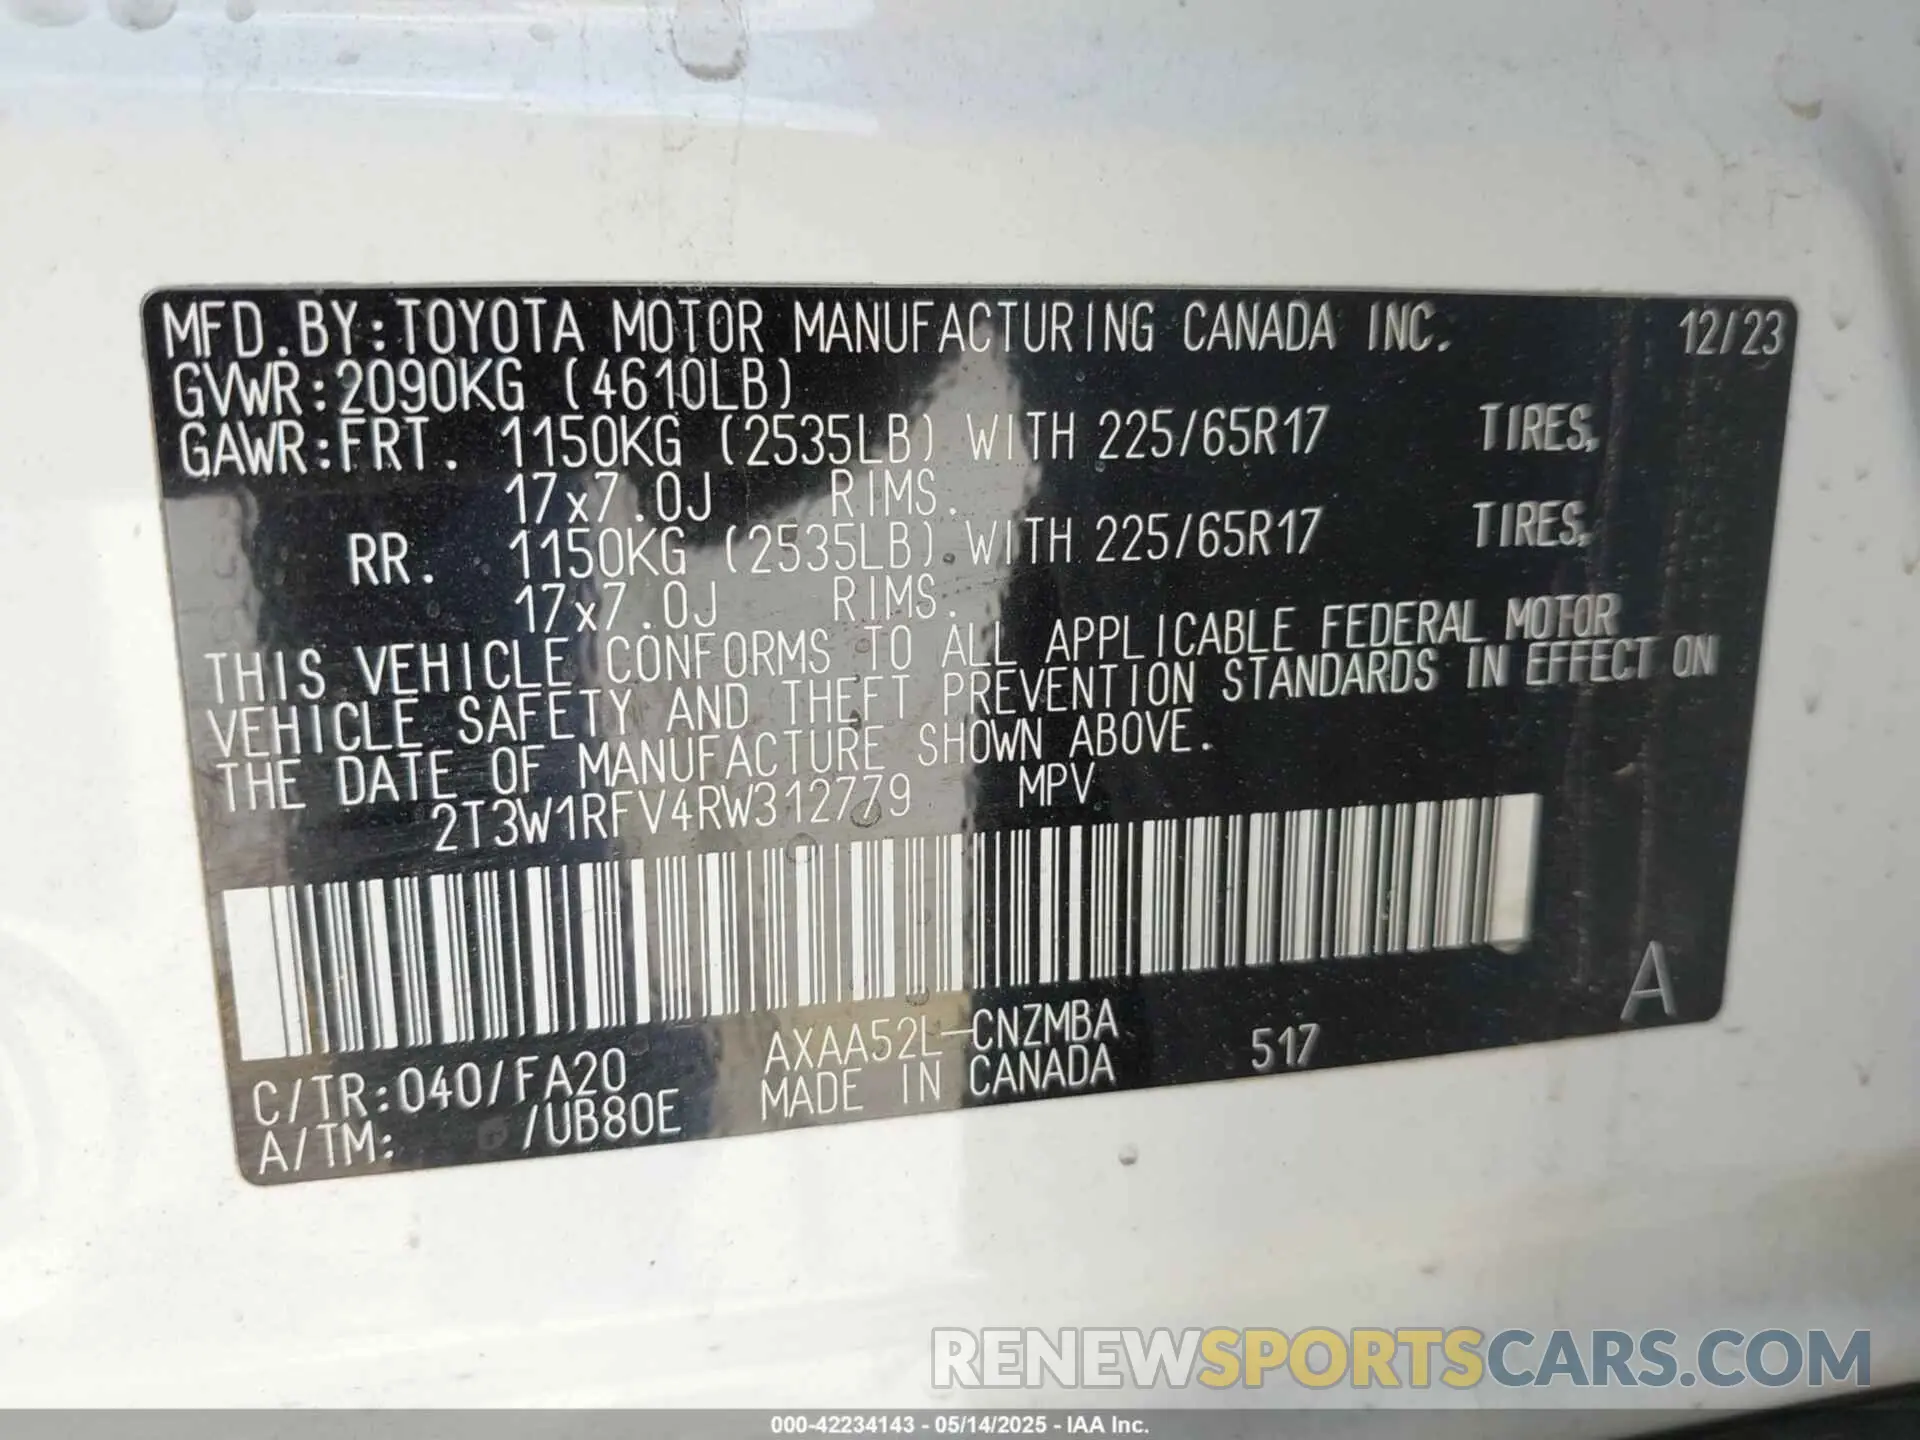 MFD.BY:TOYOTA MOTOR MANUFACTURING CANADA INC. 12/23
GVWR:2090KG (4610LB)
GAWR:FRT. 1150KG (2535LB) WITH 225/65R17 TIRES,
17x7.0J RIMS.
RR. 1150KG (2535LB) WITH 225/65R17 TIRES,
17x7.0J RIMS.
THIS VEHICLE CONFORMS TO ALL APPLICABLE FEDERAL MOTOR
VEHICLE SAFETY AND THEFT PREVENTION STANDARDS IN EFFECT ON
THE DATE OF MANUFACTURE SHOWN ABOVE.
2T3W1RFV4RW312779 MPV
A
AXAA52L-CNZMBA 517
C/TR:040/FA20 MADE IN CANADA
A/TM: /UB80E
RENEWSPORTSCARS.COM
000-42234143 - 05/14/2025 - IAA Inc.